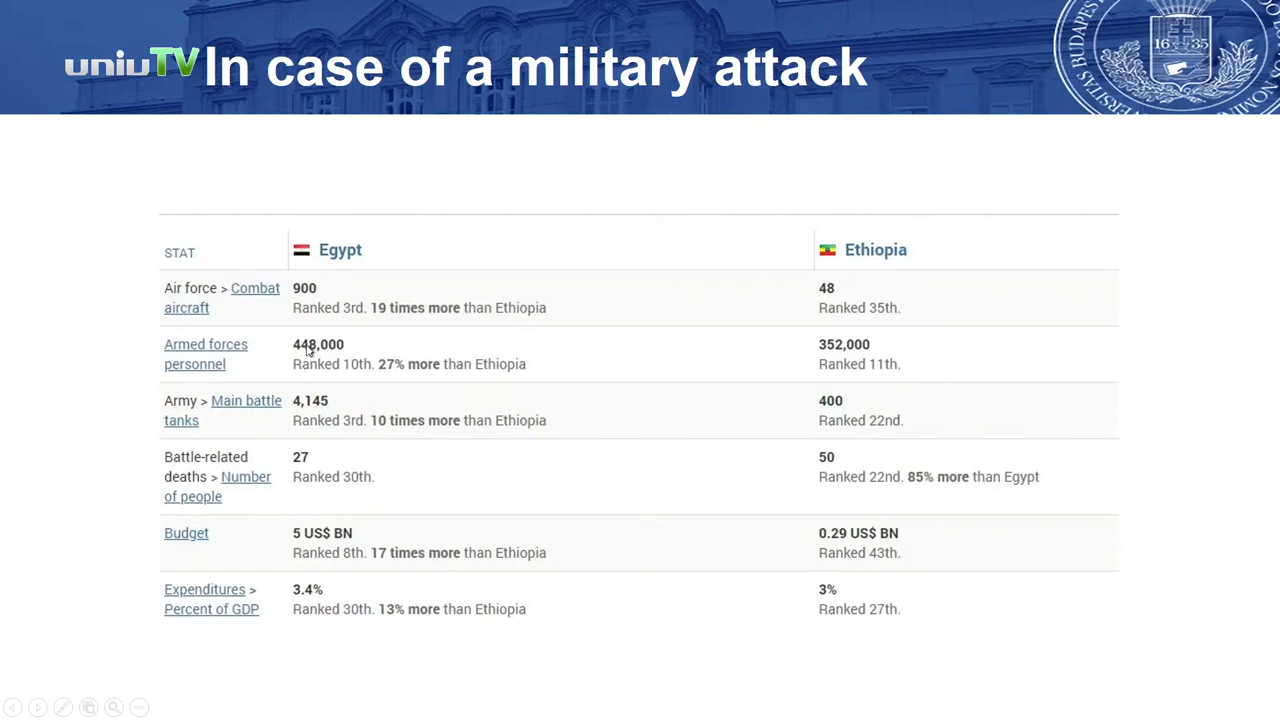 uniuTV In case of a military attack
1635
STAT Egypt Ethiopia
Air force > Combat aircraft
900
Ranked 3rd. 19 times more than Ethiopia
48
Ranked 35th.
Armed forces personnel
448,000
Ranked 10th. 27% more than Ethiopia
352,000
Ranked 11th.
Army > Main battle tanks
4,145
Ranked 3rd. 10 times more than Ethiopia
400
Ranked 22nd.
Battle-related deaths > Number of people
27
Ranked 30th.
50
Ranked 22nd. 85% more than Egypt
Budget
5 US$ BN
Ranked 8th. 17 times more than Ethiopia
0.29 US$ BN
Ranked 43th.
Expenditures > Percent of GDP
3.4%
Ranked 30th. 13% more than Ethiopia
3%
Ranked 27th.